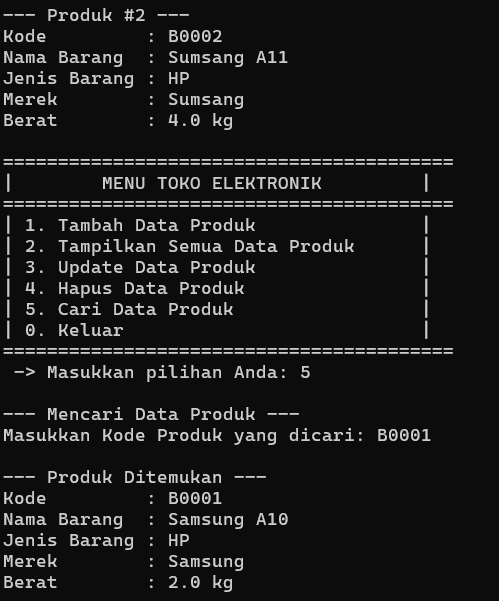 --- Produk #2 ---
Kode         : B0002
Nama Barang  : Sumsang A11
Jenis Barang : HP
Merek        : Sumsang
Berat        : 4.0 kg
=========================================
|        MENU TOKO ELEKTRONIK         |
=========================================
| 1. Tambah Data Produk               |
| 2. Tampilkan Semua Data Produk      |
| 3. Update Data Produk               |
| 4. Hapus Data Produk                |
| 5. Cari Data Produk                 |
| 0. Keluar                           |
=========================================
 -> Masukkan pilihan Anda: 5
--- Mencari Data Produk ---
Masukkan Kode Produk yang dicari: B0001
--- Produk Ditemukan ---
Kode         : B0001
Nama Barang  : Samsung A10
Jenis Barang : HP
Merek        : Samsung
Berat        : 2.0 kg